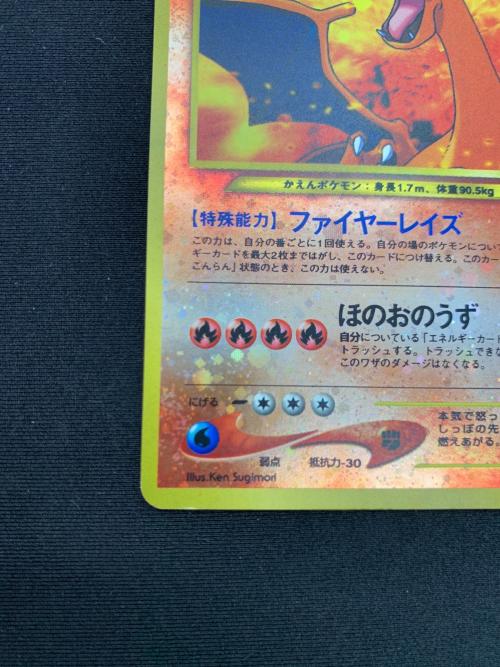 かえんポケモン：身長1.7m、体重90.5kg
【特殊能力】ファイヤーレイズ
この力は、自分の番ごとに1回使える。自分の場のポケモンについ
ギーカードを最大2枚まではがし、このカードにつけ替える。このカー
こんらん」状態のとき、この力は使えない。
ほのおのうず
自分についている「エネルギーカード
トラッシュする。トラッシュできな
このワザのダメージはなくなる。
にげる
本気で怒っ
しっぽの先
燃えあがる。
弱点 抵抗力-30
Illus.Ken Sugimori